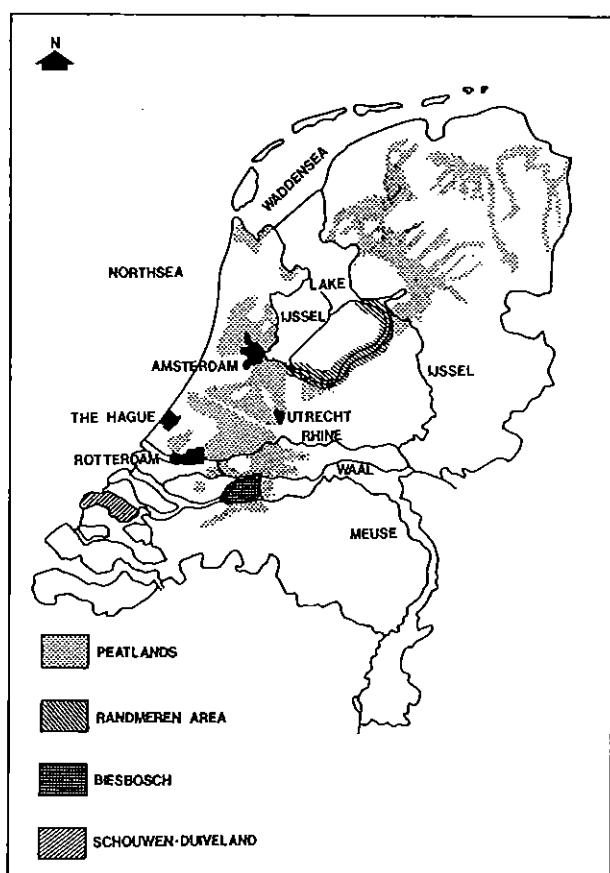 N
WADDENSEA
NORTHSEA
LAKE
IJSSEL
AMSTERDAM
IJSSEL
THE HAGUE
UTRECHT
RHINE
ROTTERDAM
WAAL
MEUSE
PEATLANDS
RANDMEREN AREA
BIESBOSCH
SCHOUWEN-DUIVELAND